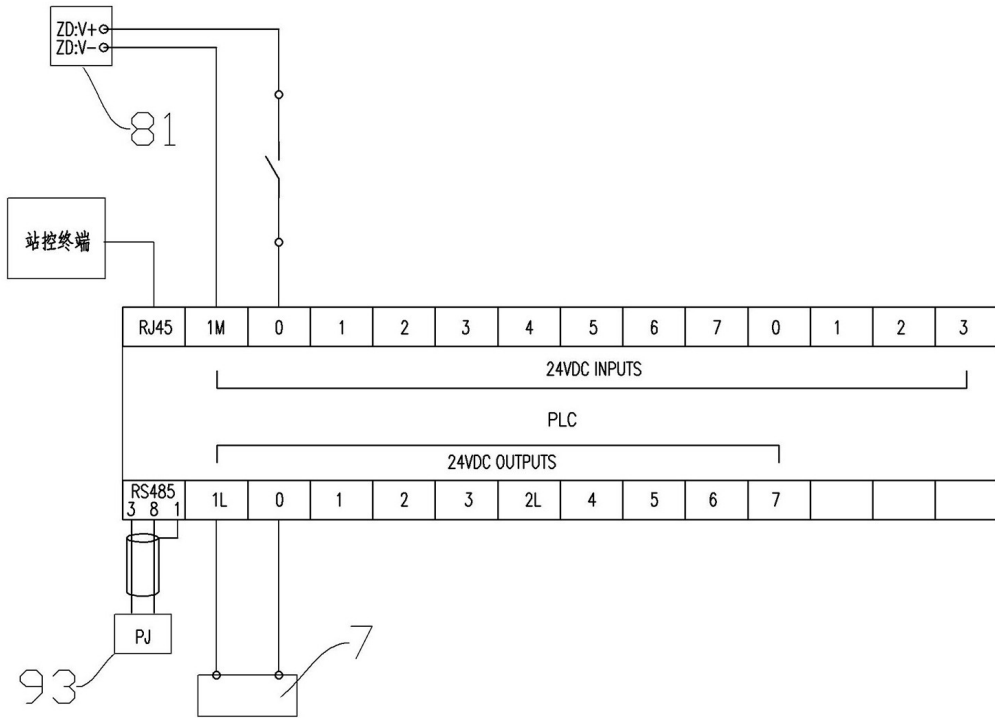 ZD:V+
ZD:V-
81
站控终端
RJ45 1M 0 1 2 3 4 5 6 7 0 1 2 3
24VDC INPUTS
PLC
24VDC OUTPUTS
RS485
3 8 1
1L 0 1 2 3 2L 4 5 6 7
PJ
93
7